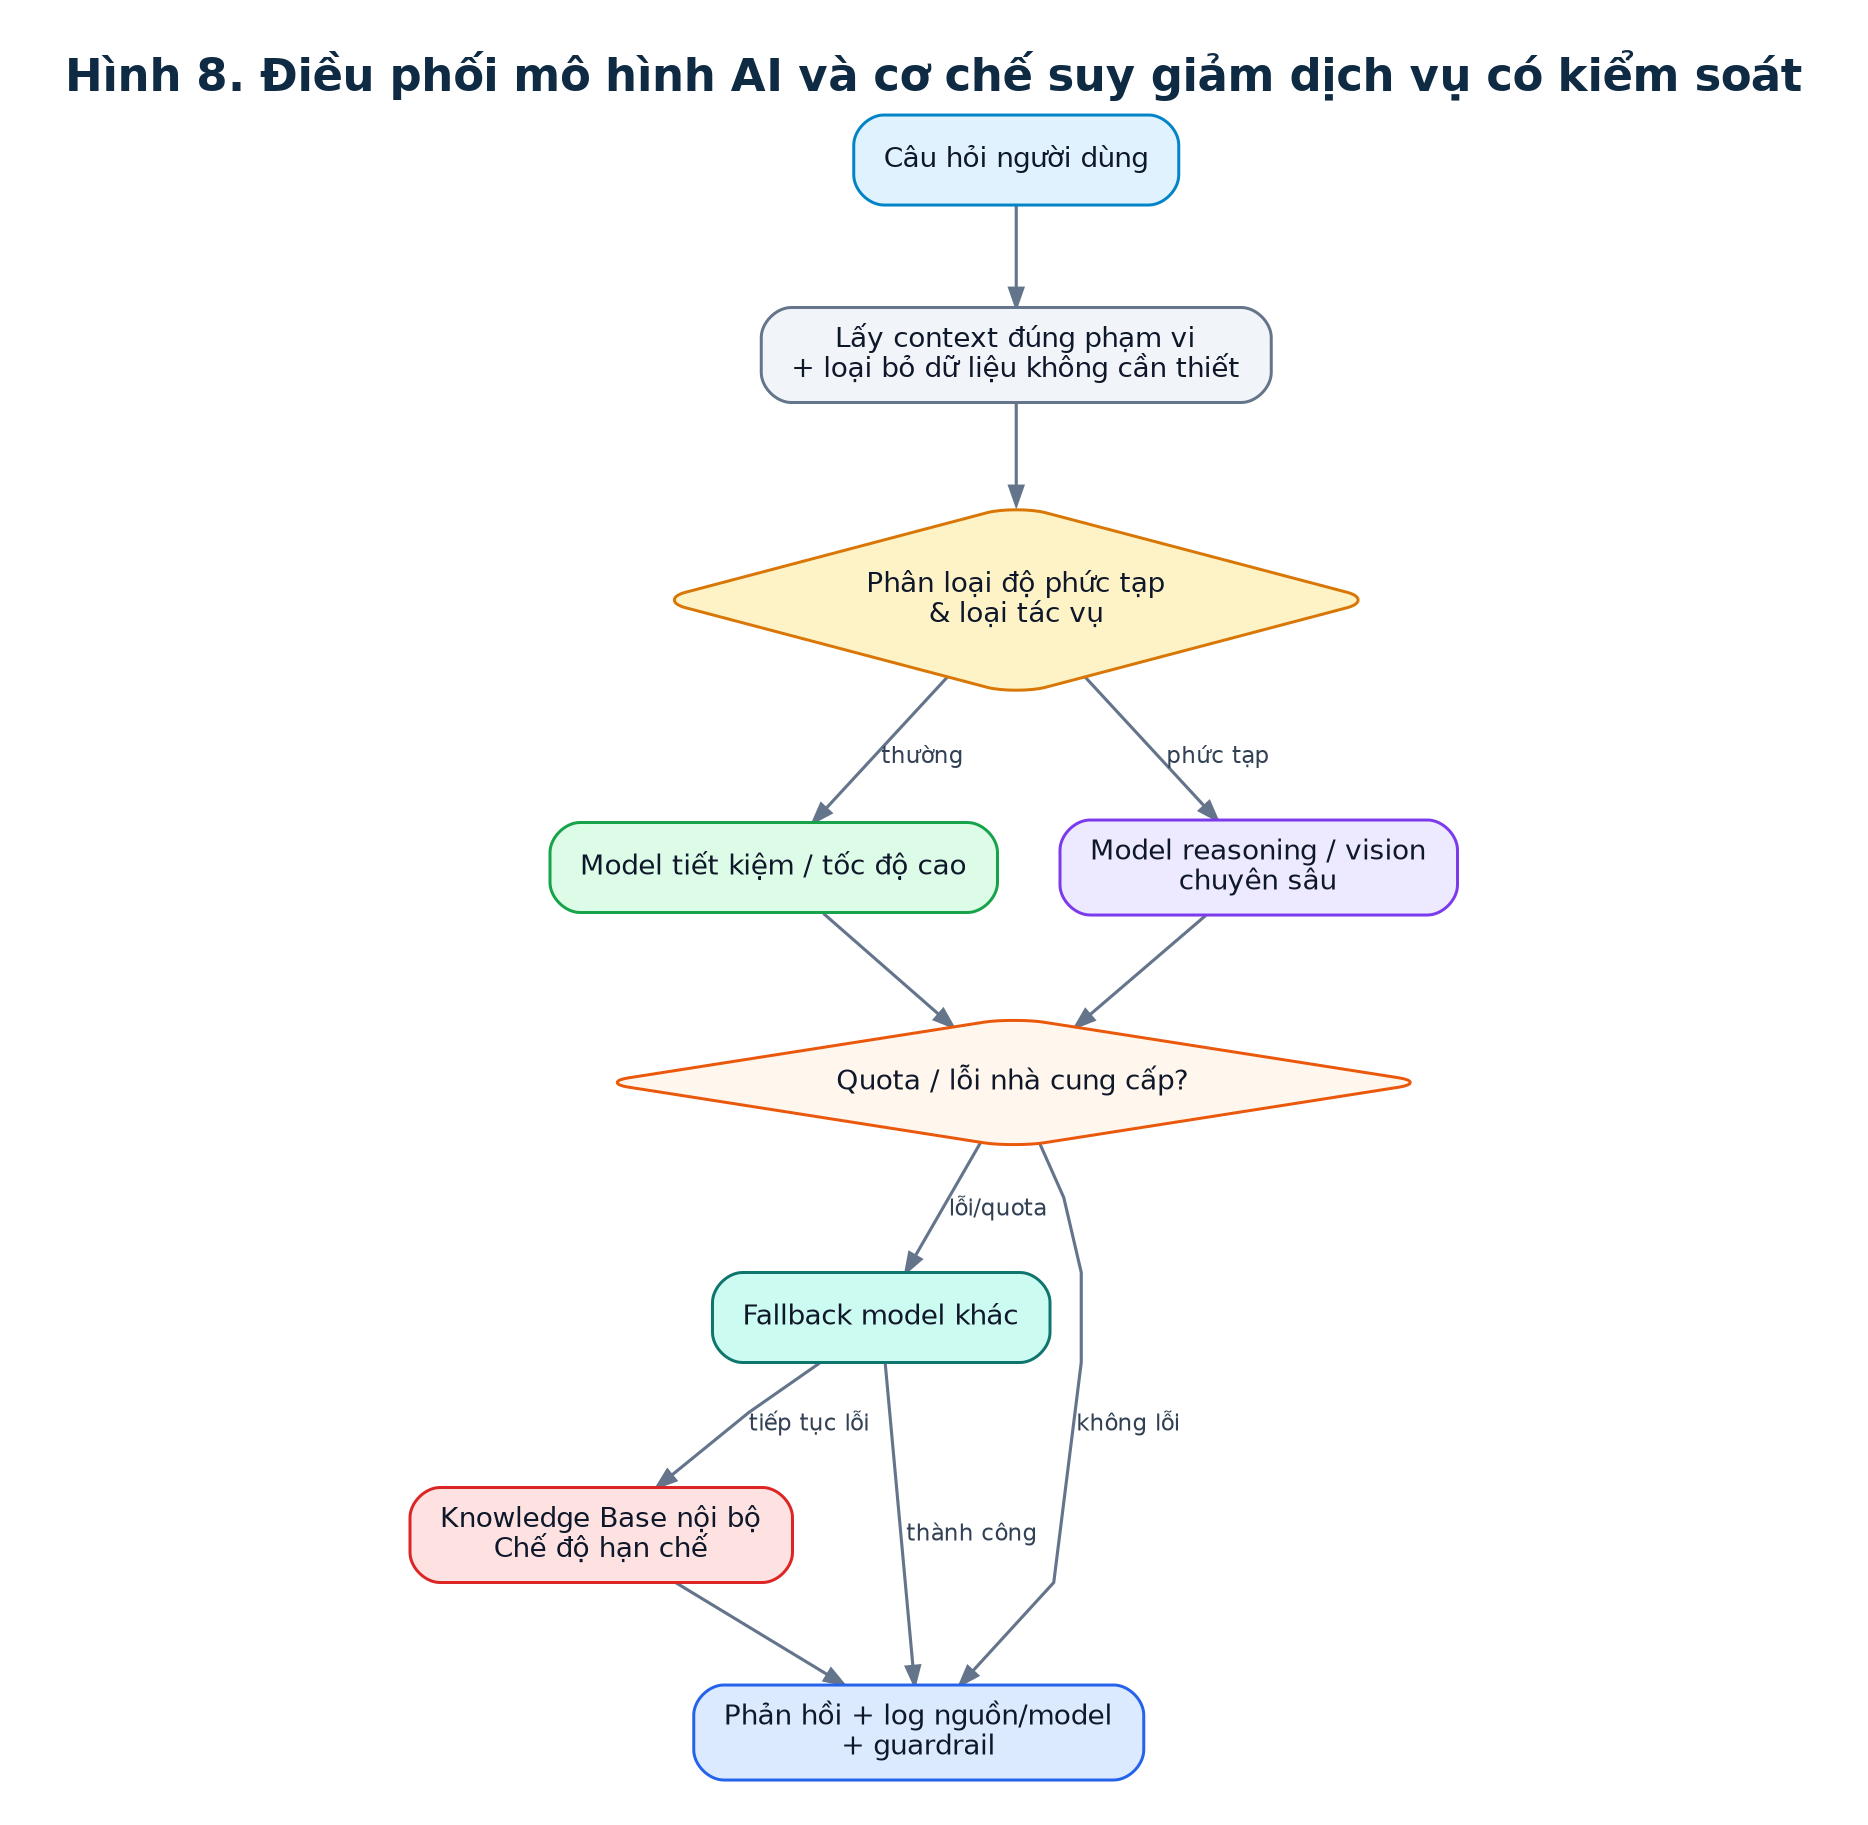 Hình 8. Điều phối mô hình AI và cơ chế suy giảm dịch vụ có kiểm soát
Câu hỏi người dùng
Lấy context đúng phạm vi
+ loại bỏ dữ liệu không cần thiết
Phân loại độ phức tạp
& loại tác vụ
thường
phức tạp
Model tiết kiệm / tốc độ cao
Model reasoning / vision
chuyên sâu
Quota / lỗi nhà cung cấp?
lỗi/quota
Fallback model khác
tiếp tục lỗi
không lỗi
Knowledge Base nội bộ
Chế độ hạn chế
thành công
Phản hồi + log nguồn/model
+ guardrail